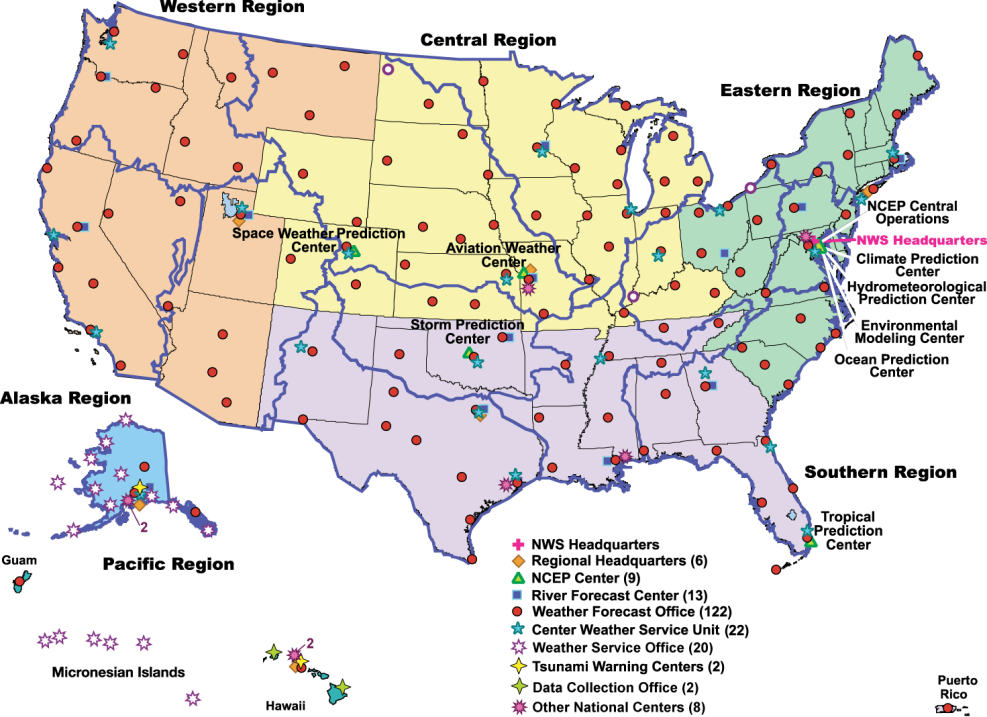 Western Region
Central Region
Eastern Region
NCEP Central
Operations
NWS Headquarters
Climate Prediction
Center
Hydrometeorological
Prediction Center
Environmental
Modeling Center
Ocean Prediction
Center
Space Weather Prediction
Center
Aviation Weather
Center
Storm Prediction
Center
Alaska Region
2
Southern Region
Tropical
Prediction
Center
Guam
Pacific Region
Micronesian Islands
2
Hawaii
NWS Headquarters
Regional Headquarters (6)
NCEP Center (9)
River Forecast Center (13)
Weather Forecast Office (122)
Center Weather Service Unit (22)
Weather Service Office (20)
Tsunami Warning Centers (2)
Data Collection Office (2)
Other National Centers (8)
Puerto
Rico